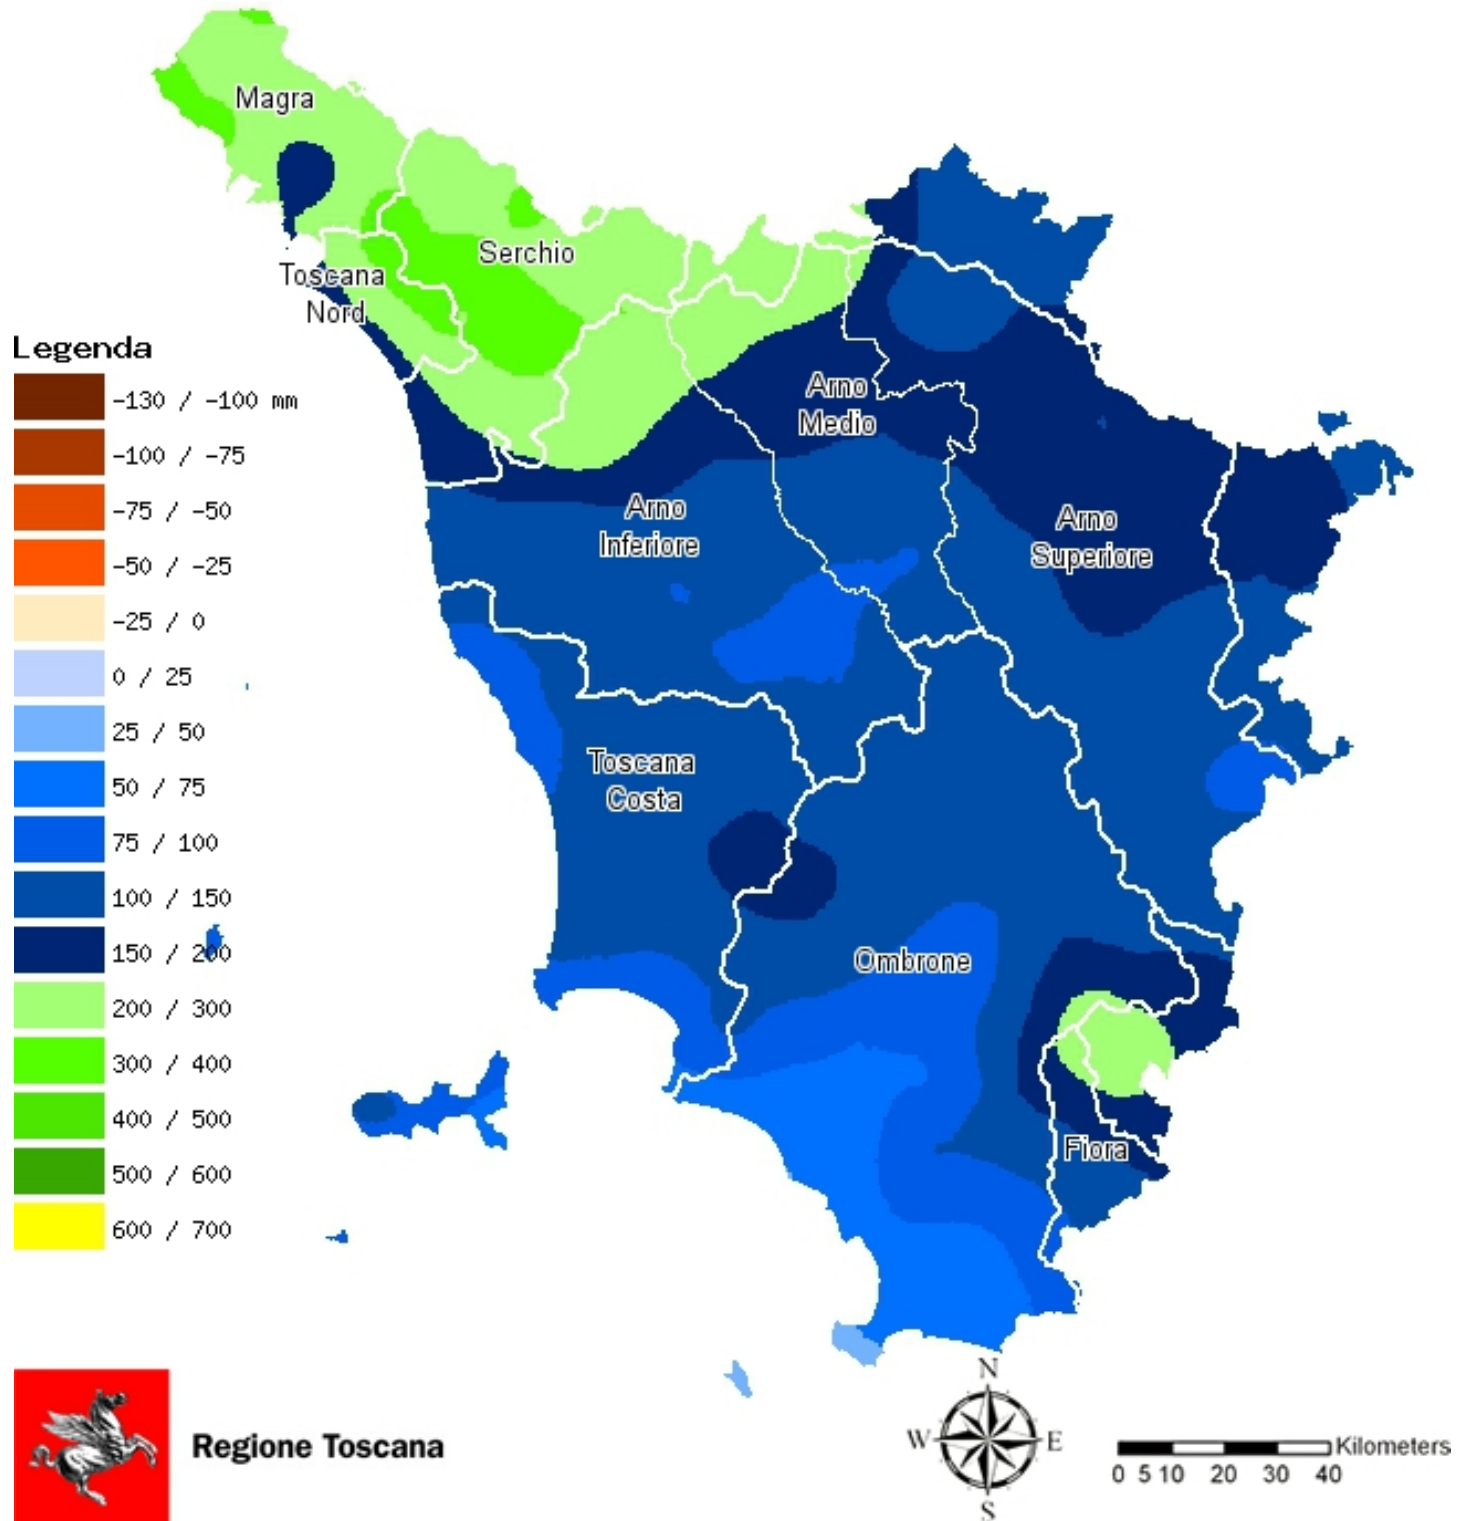 Magra
Serchio
Toscana
Nord
Legenda
-130 / -100 mm
-100 / -75
-75 / -50
-50 / -25
-25 / 0
0 / 25
25 / 50
50 / 75
75 / 100
100 / 150
150 / 200
200 / 300
300 / 400
400 / 500
500 / 600
600 / 700
Arno
Medio
Arno
Inferiore
Arno
Superiore
Toscana
Costa
Ombrone
Fiora
Regione Toscana
N
W E
S
Kilometers
0 5 10 20 30 40